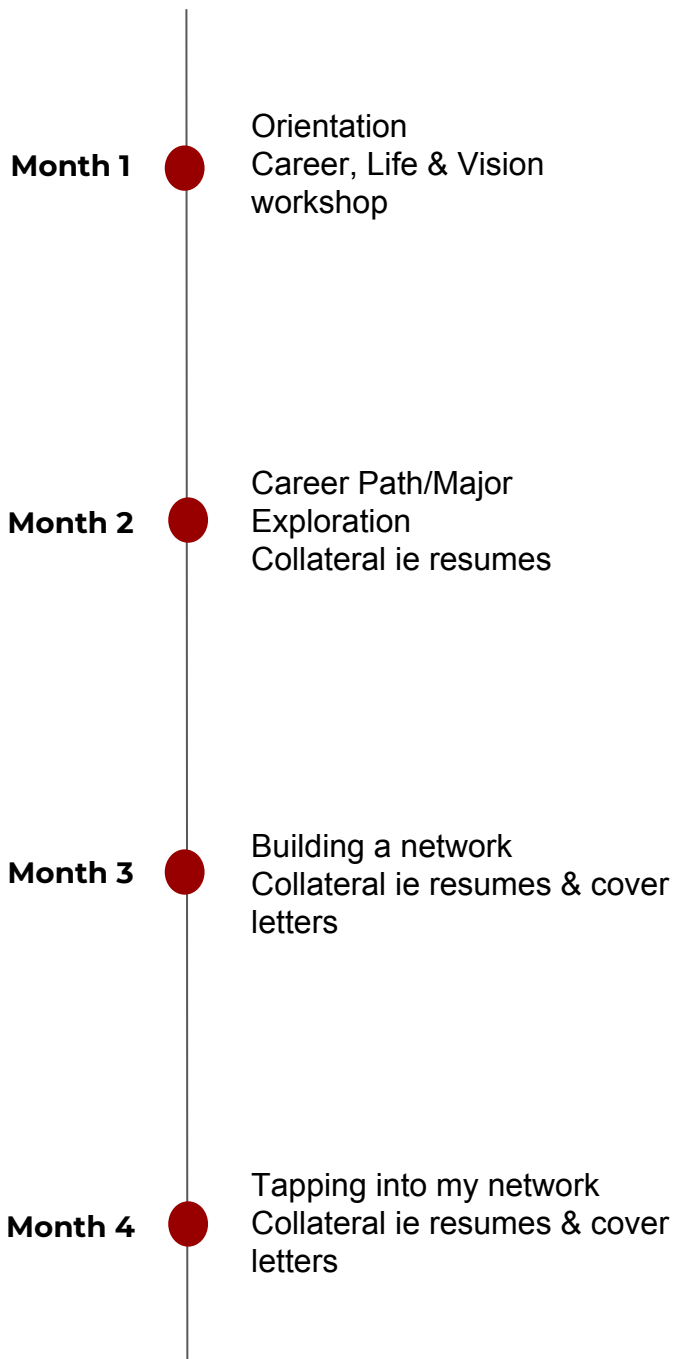 Month 1
Orientation
Career, Life & Vision
workshop
Month 2
Career Path/Major
Exploration
Collateral ie resumes
Month 3
Building a network
Collateral ie resumes & cover
letters
Month 4
Tapping into my network
Collateral ie resumes & cover
letters